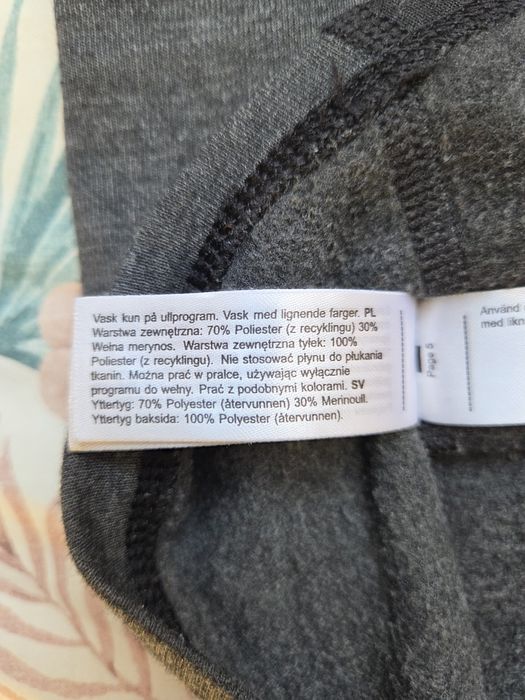 Vask kun på ullprogram. Vask med lignende farger. PL
Warstwa zewnętrzna: 70% Poliester (z recyklingu) 30%
Wełna merynos. Warstwa zewnętrzna tyłek: 100%
Poliester (z recyklingu). Nie stosować płynu do płukania
tkanin. Można prać w pralce, używając wyłącznie
programu do wełny. Prać z podobnymi kolorami. SV
Yttertyg: 70% Polyester (återvunnen) 30% Merinoull.
Yttertyg baksida: 100% Polyester (återvunnen).
Page 5
Använd
med